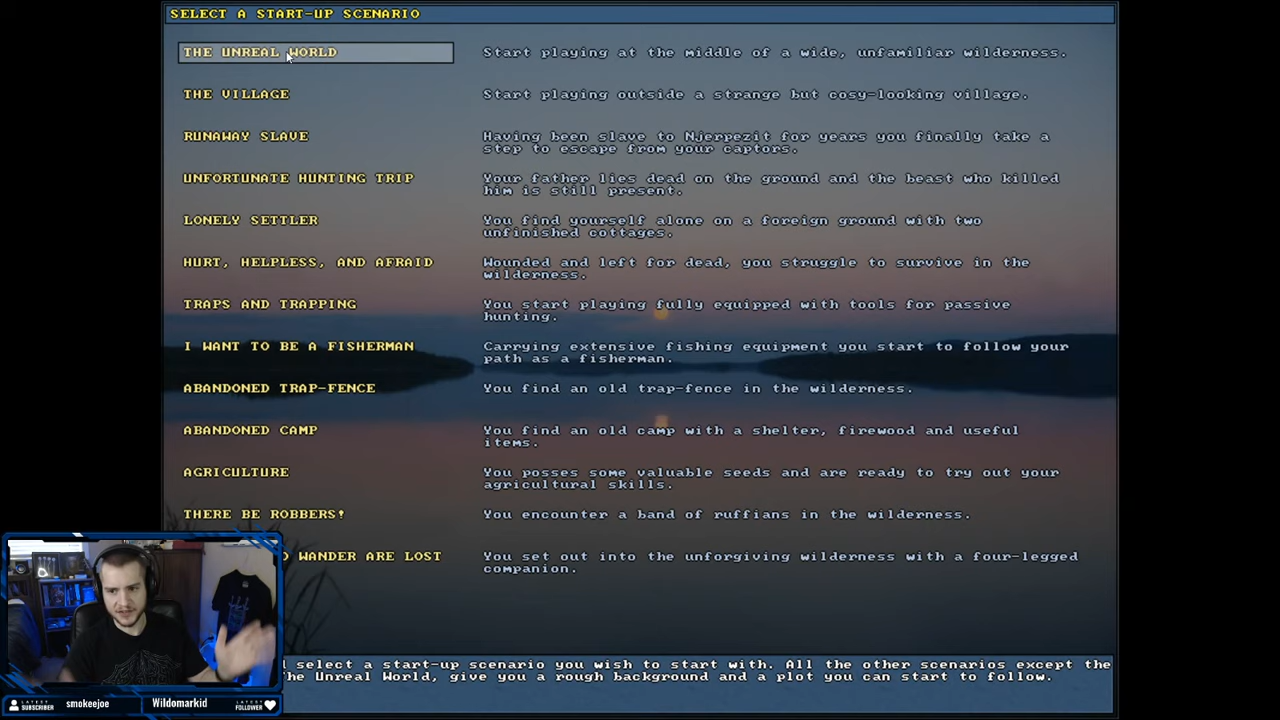 SELECT A START-UP SCENARIO
THE UNREAL WORLD
Start playing at the middle of a wide, unfamiliar wilderness.
THE VILLAGE
Start playing outside a strange but cosy-looking village.
RUNAWAY SLAVE
Having been slave to Njerpezit for years you finally take a
step to escape from your captors.
UNFORTUNATE HUNTING TRIP
Your father lies dead on the ground and the beast who killed
him is still present.
LONELY SETTLER
You find yourself alone on a foreign ground with two
unfinished cottages.
HURT, HELPLESS, AND AFRAID
Wounded and left for dead, you struggle to survive in the
wilderness.
TRAPS AND TRAPPING
You start playing fully equipped with tools for passive
hunting.
I WANT TO BE A FISHERMAN
Carrying extensive fishing equipment you start to follow your
path as a fisherman.
ABANDONED TRAP-FENCE
You find an old trap-fence in the wilderness.
ABANDONED CAMP
You find an old camp with a shelter, firewood and useful
items.
AGRICULTURE
You posses some valuable seeds and are ready to try out your
agricultural skills.
THERE BE ROBBERS!
You encounter a band of ruffians in the wilderness.
WANDER ARE LOST
You set out into the unforgiving wilderness with a four-legged
companion.
select a start-up scenario you wish to start with. All the other scenarios except the
The Unreal World, give you a rough background and a plot you can start to follow.
LATEST
SUBSCRIBER
smokeejoe
Wildomarkid
LATEST
FOLLOWER